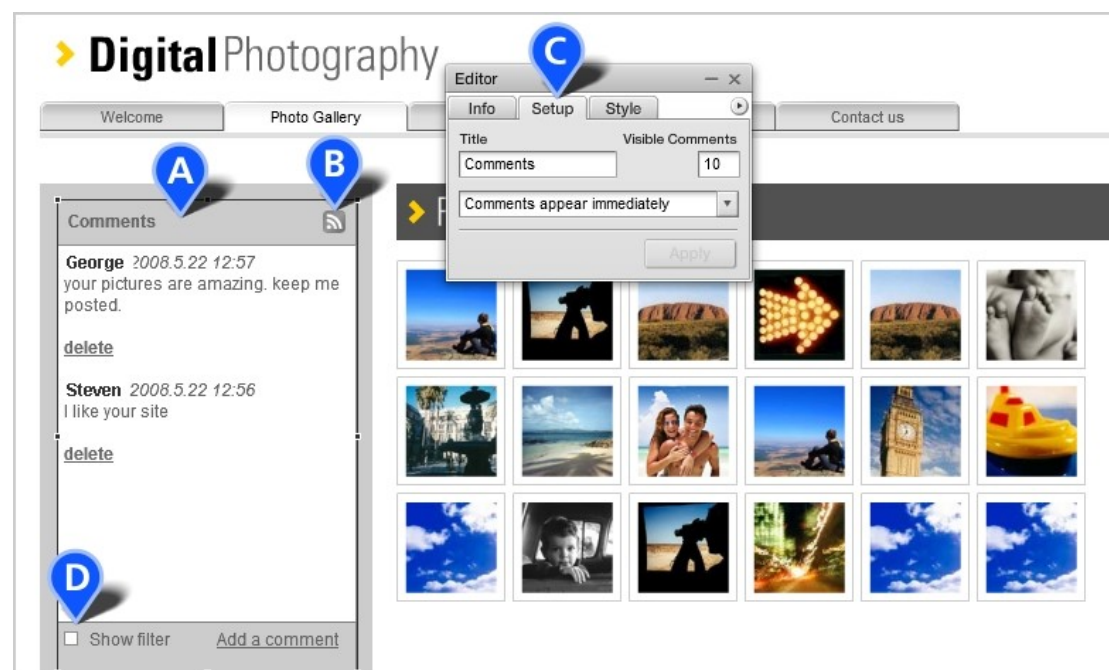 Digital Photography
Editor
Info Setup Style
Welcome Photo Gallery Contact us
Title Visible Comments
Comments 10
Comments appear immediately
Apply
A
B
C
D
Comments
George 2008.5.22 12:57
your pictures are amazing. keep me
posted.
delete
Steven 2008.5.22 12:56
I like your site
delete
Show filter Add a comment